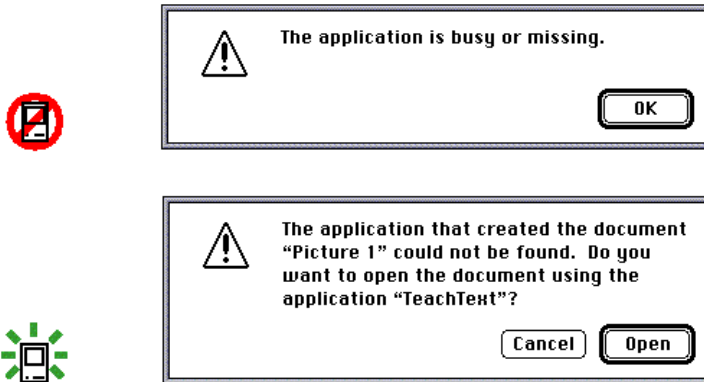 The application is busy or missing.
OK
The application that created the document
“Picture 1” could not be found.  Do you
want to open the document using the
application “TeachText”?
Cancel
Open